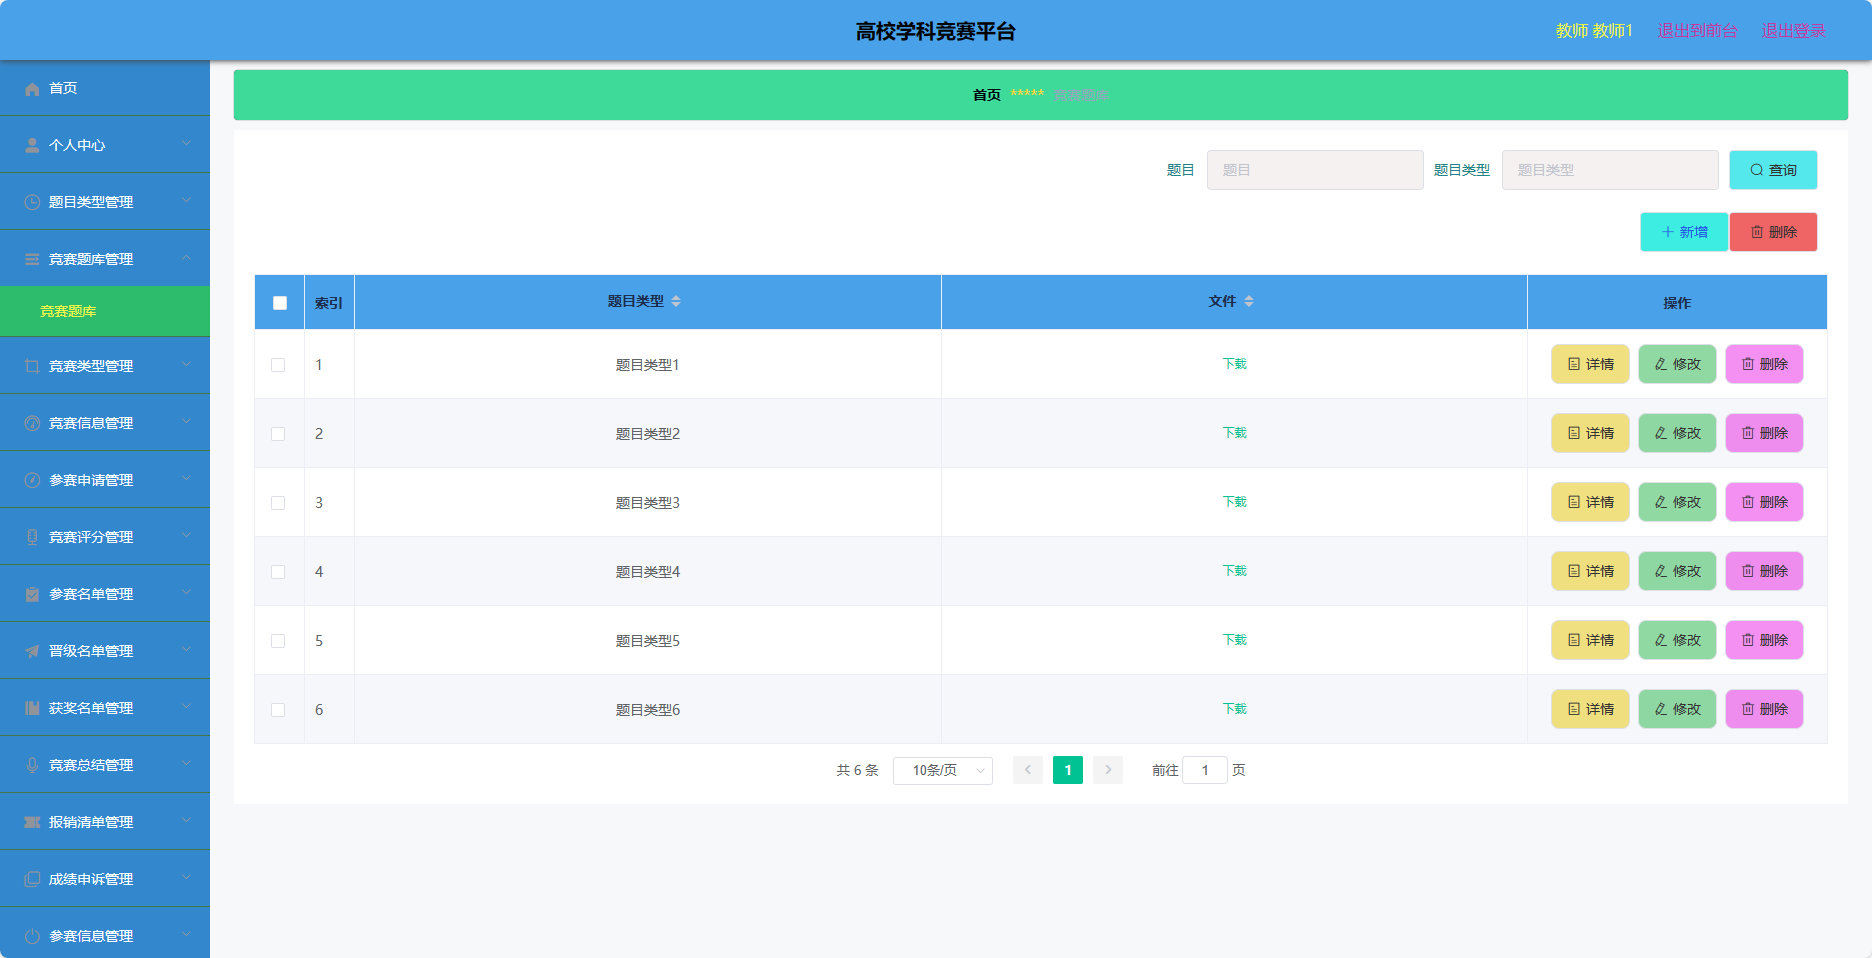 高校学科竞赛平台
教师 教师1 退出到前台 退出登录
首页
个人中心
题目类型管理
竞赛题库管理
竞赛题库
竞赛类型管理
竞赛信息管理
参赛申请管理
竞赛评分管理
参赛名单管理
晋级名单管理
获奖名单管理
竞赛总结管理
报销清单管理
成绩申诉管理
参赛信息管理
首页 ***** 竞赛题库
题目 题目 题目类型 题目类型 查询
新增 删除
索引 题目类型 文件 操作
1 题目类型1 下载 详情 修改 删除
2 题目类型2 下载 详情 修改 删除
3 题目类型3 下载 详情 修改 删除
4 题目类型4 下载 详情 修改 删除
5 题目类型5 下载 详情 修改 删除
6 题目类型6 下载 详情 修改 删除
共 6 条 10条/页 1 前往 1 页